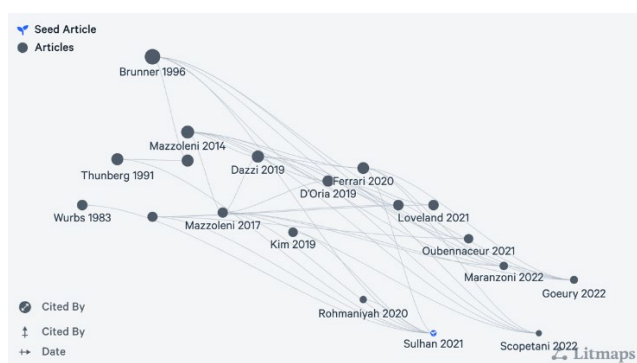 Seed Article
Articles
Brunner 1996
Mazzoleni 2014
Thunberg 1991
Dazzi 2019
Ferrari 2020
D'Oria 2019
Wurbs 1983
Mazzoleni 2017
Loveland 2021
Kim 2019
Oubennaceur 2021
Maranzoni 2022
Goeury 2022
Rohmaniyah 2020
Sulhan 2021
Scopetani 2022
Cited By
Cited By
Date
Litmaps